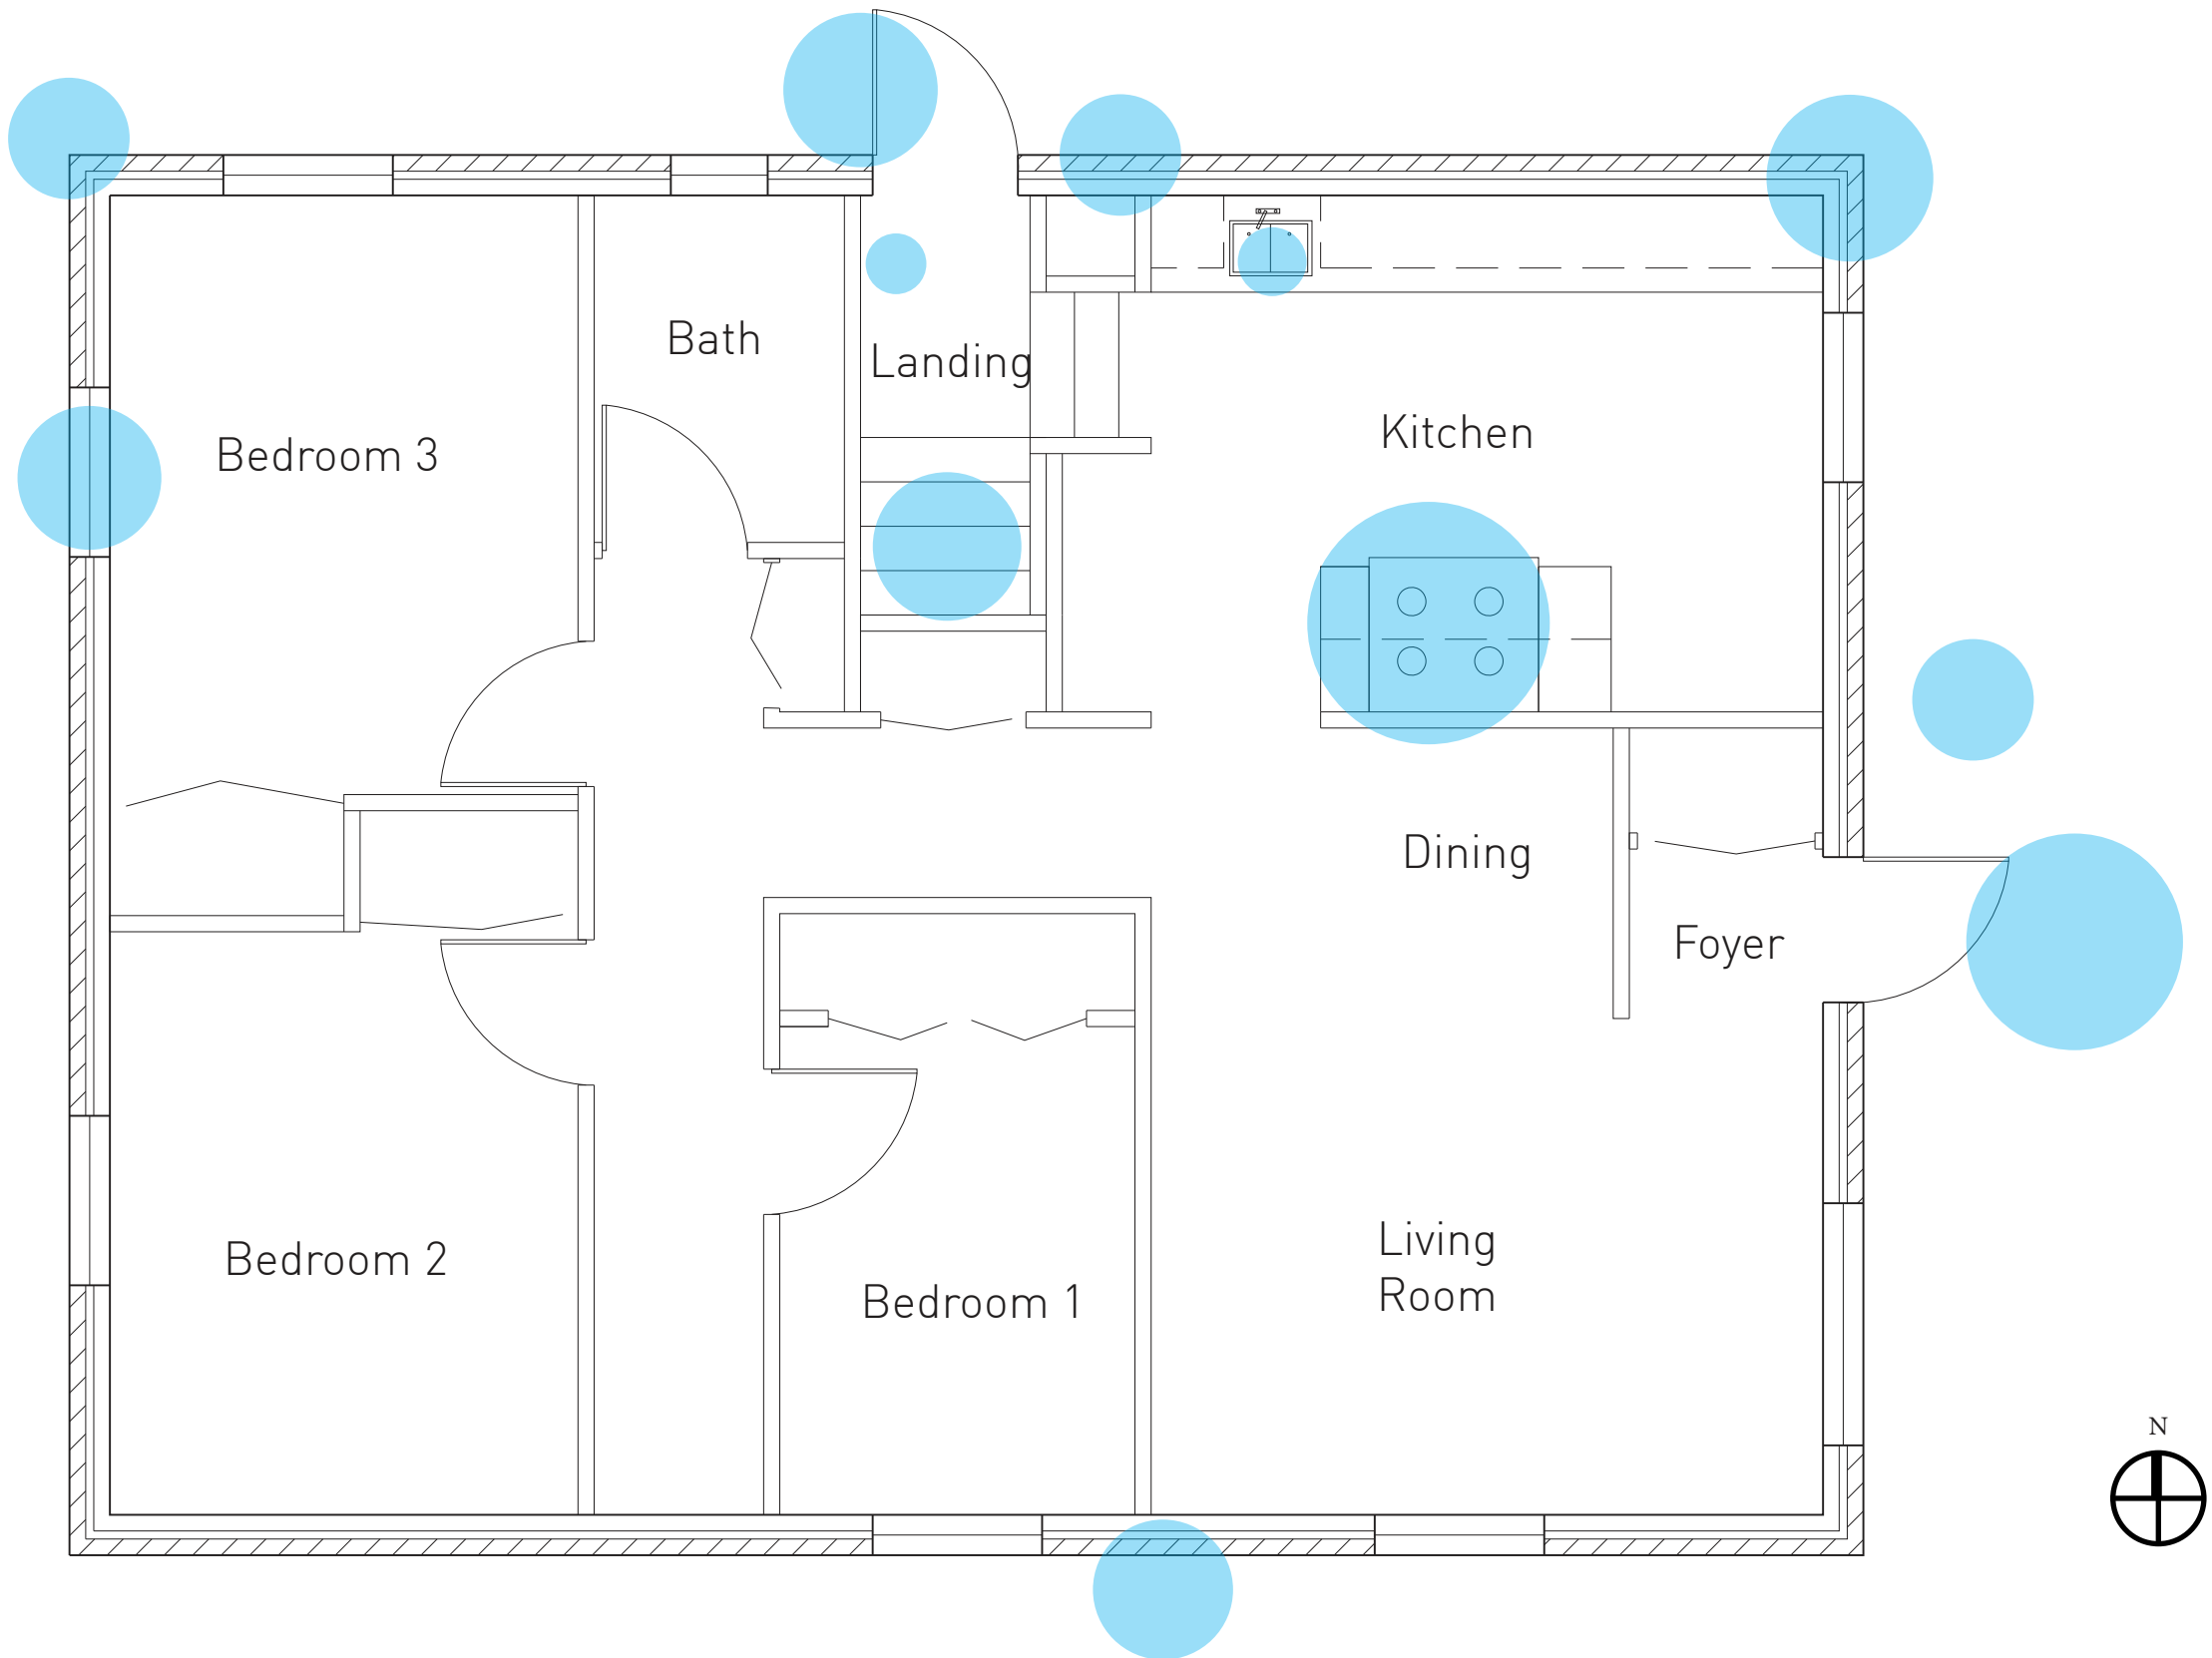 Bath
Landing
Kitchen
Bedroom 3
Dining
Foyer
Living
Room
Bedroom 2
Bedroom 1
N